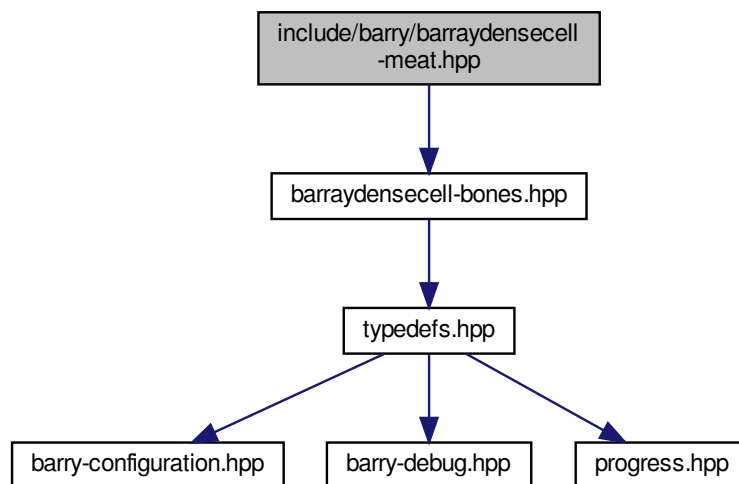 include/barry/barraydensecell
-meat.hpp
barraydensecell-bones.hpp
typedefs.hpp
barry-configuration.hpp
barry-debug.hpp
progress.hpp